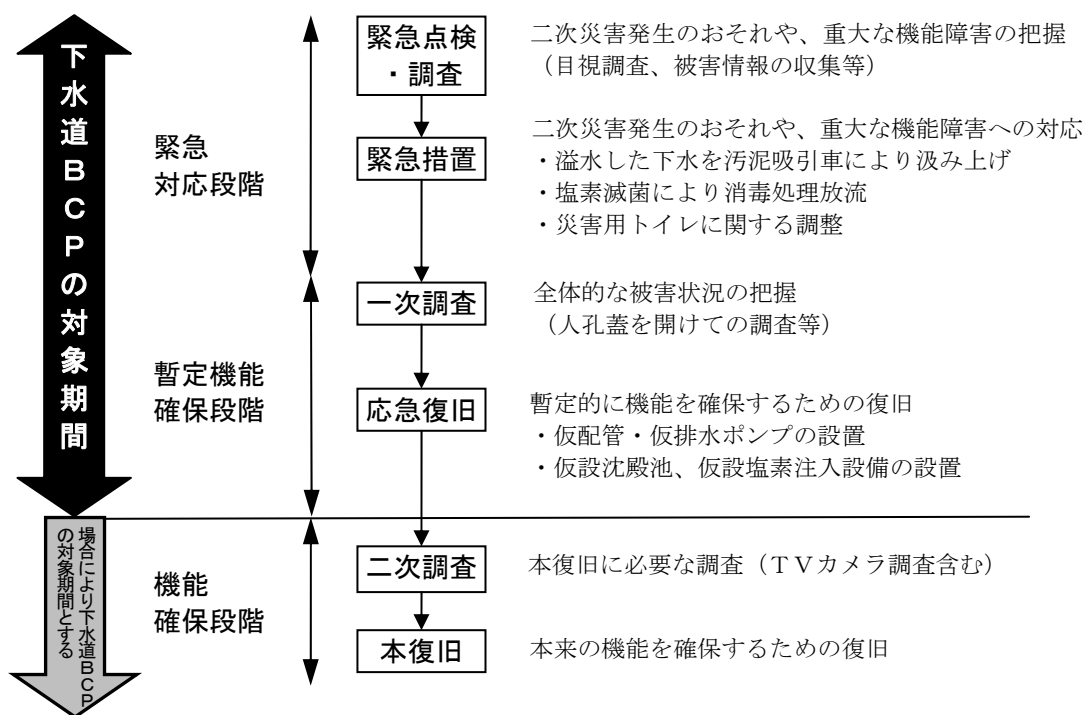 下水道BCPの対象期間
緊急
対応段階
緊急点検
・調査
二次災害発生のおそれや、重大な機能障害の把握
（目視調査、被害情報の収集等）
緊急措置
二次災害発生のおそれや、重大な機能障害への対応
・溢水した下水を汚泥吸引車により汲み上げ
・塩素滅菌により消毒処理放流
・災害用トイレに関する調整
暫定機能
確保段階
一次調査
全体的な被害状況の把握
（人孔蓋を開けての調査等）
応急復旧
暫定的に機能を確保するための復旧
・仮配管・仮排水ポンプの設置
・仮設沈殿池、仮設塩素注入設備の設置
場合により下水道BCP
の対象期間とする
機能
確保段階
二次調査
本復旧に必要な調査（ＴＶカメラ調査含む）
本復旧
本来の機能を確保するための復旧